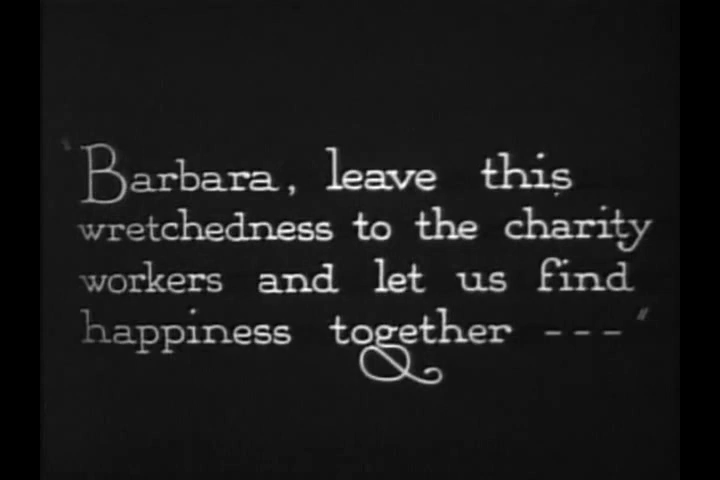 "Barbara, leave this
wretchedness to the charity
workers and let us find
happiness together ---"